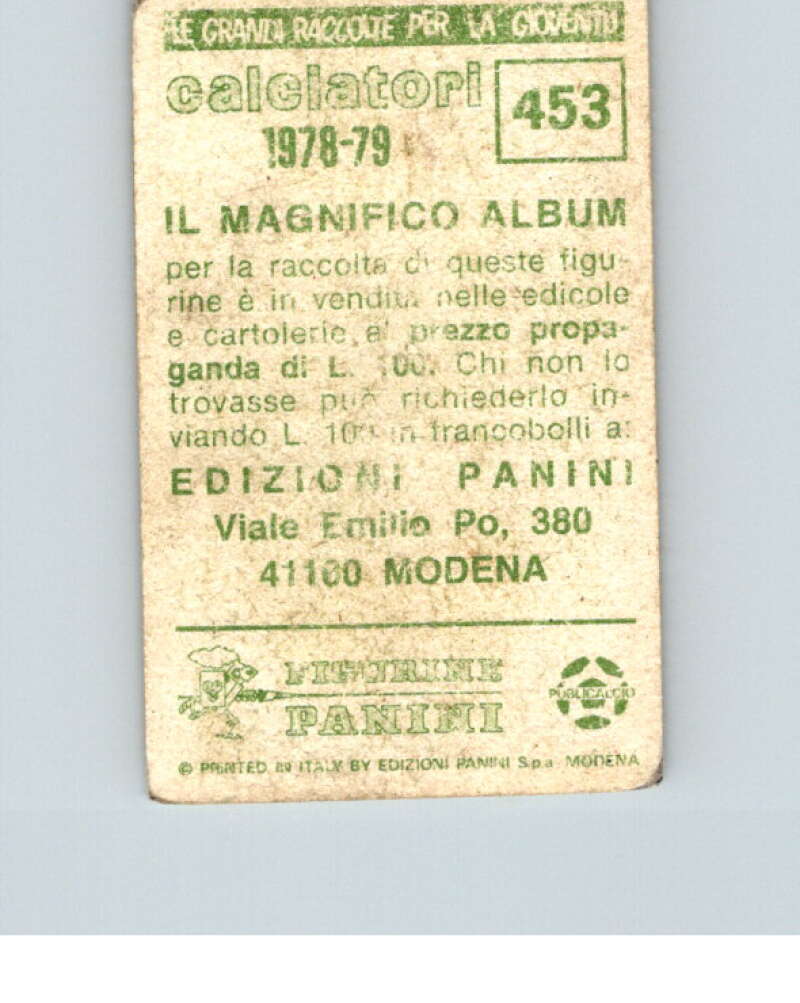 LE GRANDI RACCOLTE PER LA GIOVENTÙ
calciatori
1978-79
453
IL MAGNIFICO ALBUM
per la raccolta di queste figu-
rine è in vendita nelle edicole
e cartolerie al prezzo propa-
ganda di L. 100. Chi non lo
trovasse può richiederlo in-
viando L. 100 in francobolli a:
EDIZIONI PANINI
Viale Emilio Po, 380
41100 MODENA
FIGURINE
PANINI
PUBLICALCIO
© PRINTED IN ITALY BY EDIZIONI PANINI S.p.a. MODENA